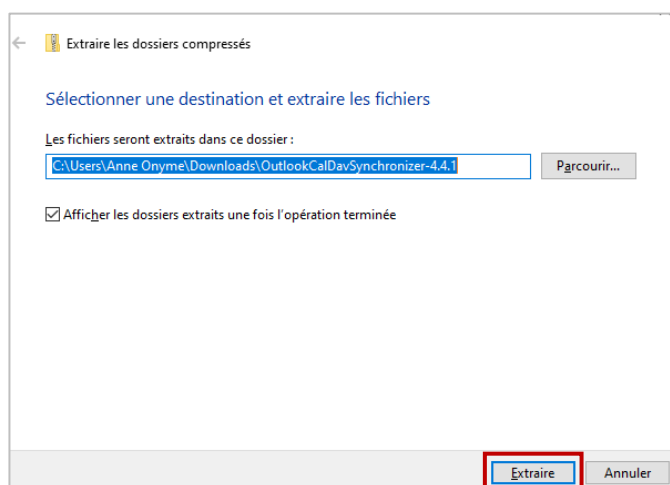 Extraire les dossiers compressés
Sélectionner une destination et extraire les fichiers
Les fichiers seront extraits dans ce dossier :
C:\Users\Anne Onyme\Downloads\OutlookCalDavSynchronizer-4.4.1
Parcourir...
Afficher les dossiers extraits une fois l'opération terminée
Extraire
Annuler